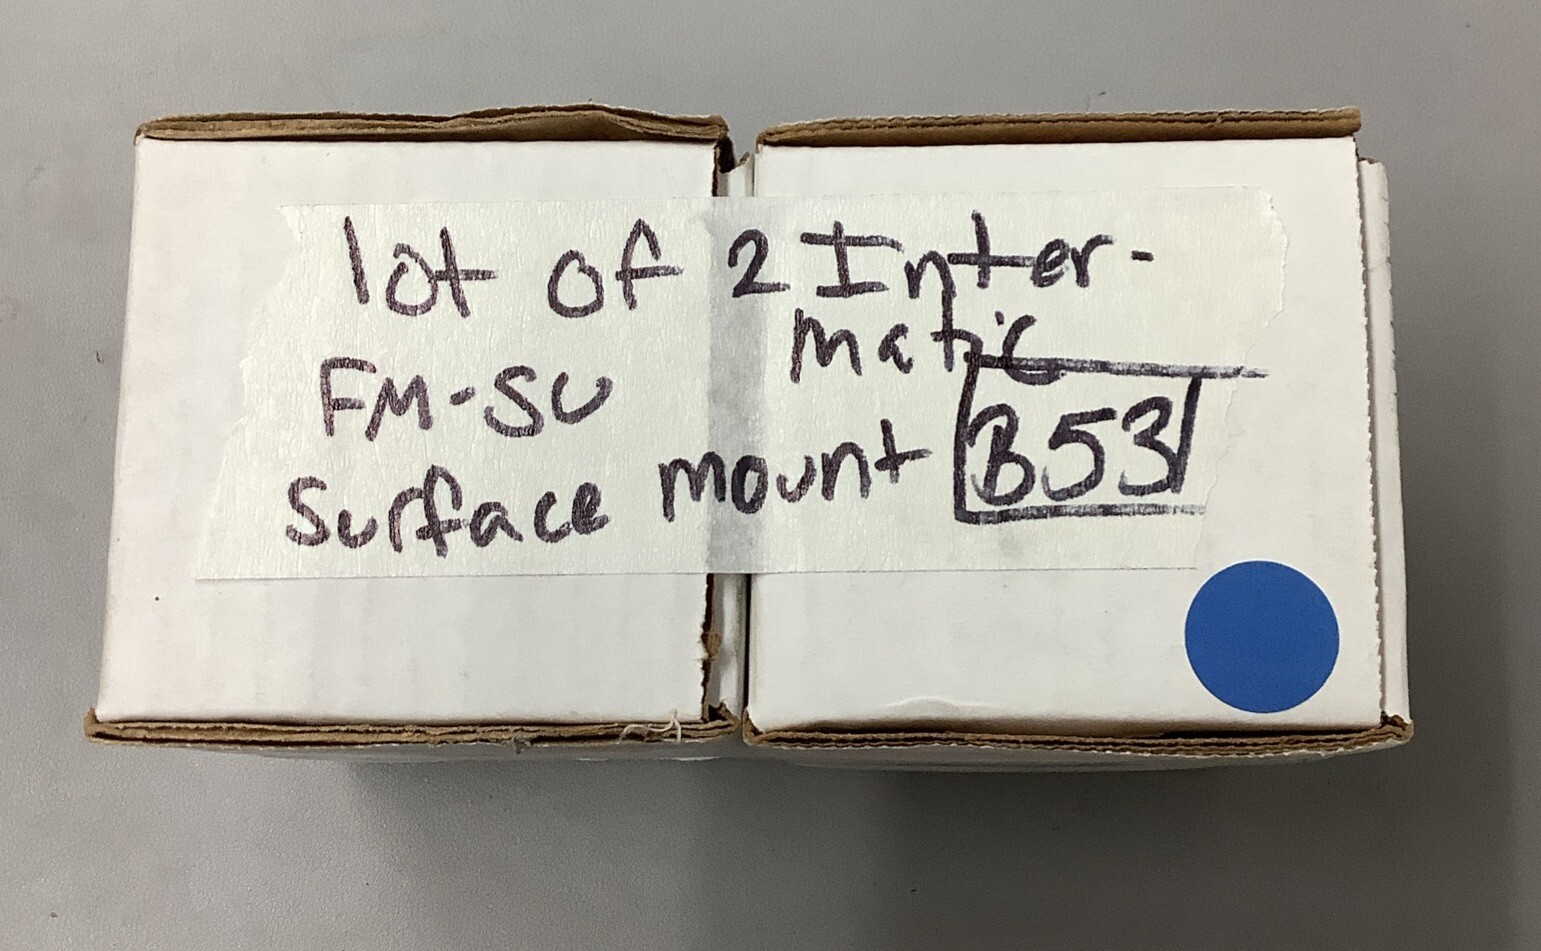 lot of 2 Inter-
matic
FM-SU
Surface mount B53